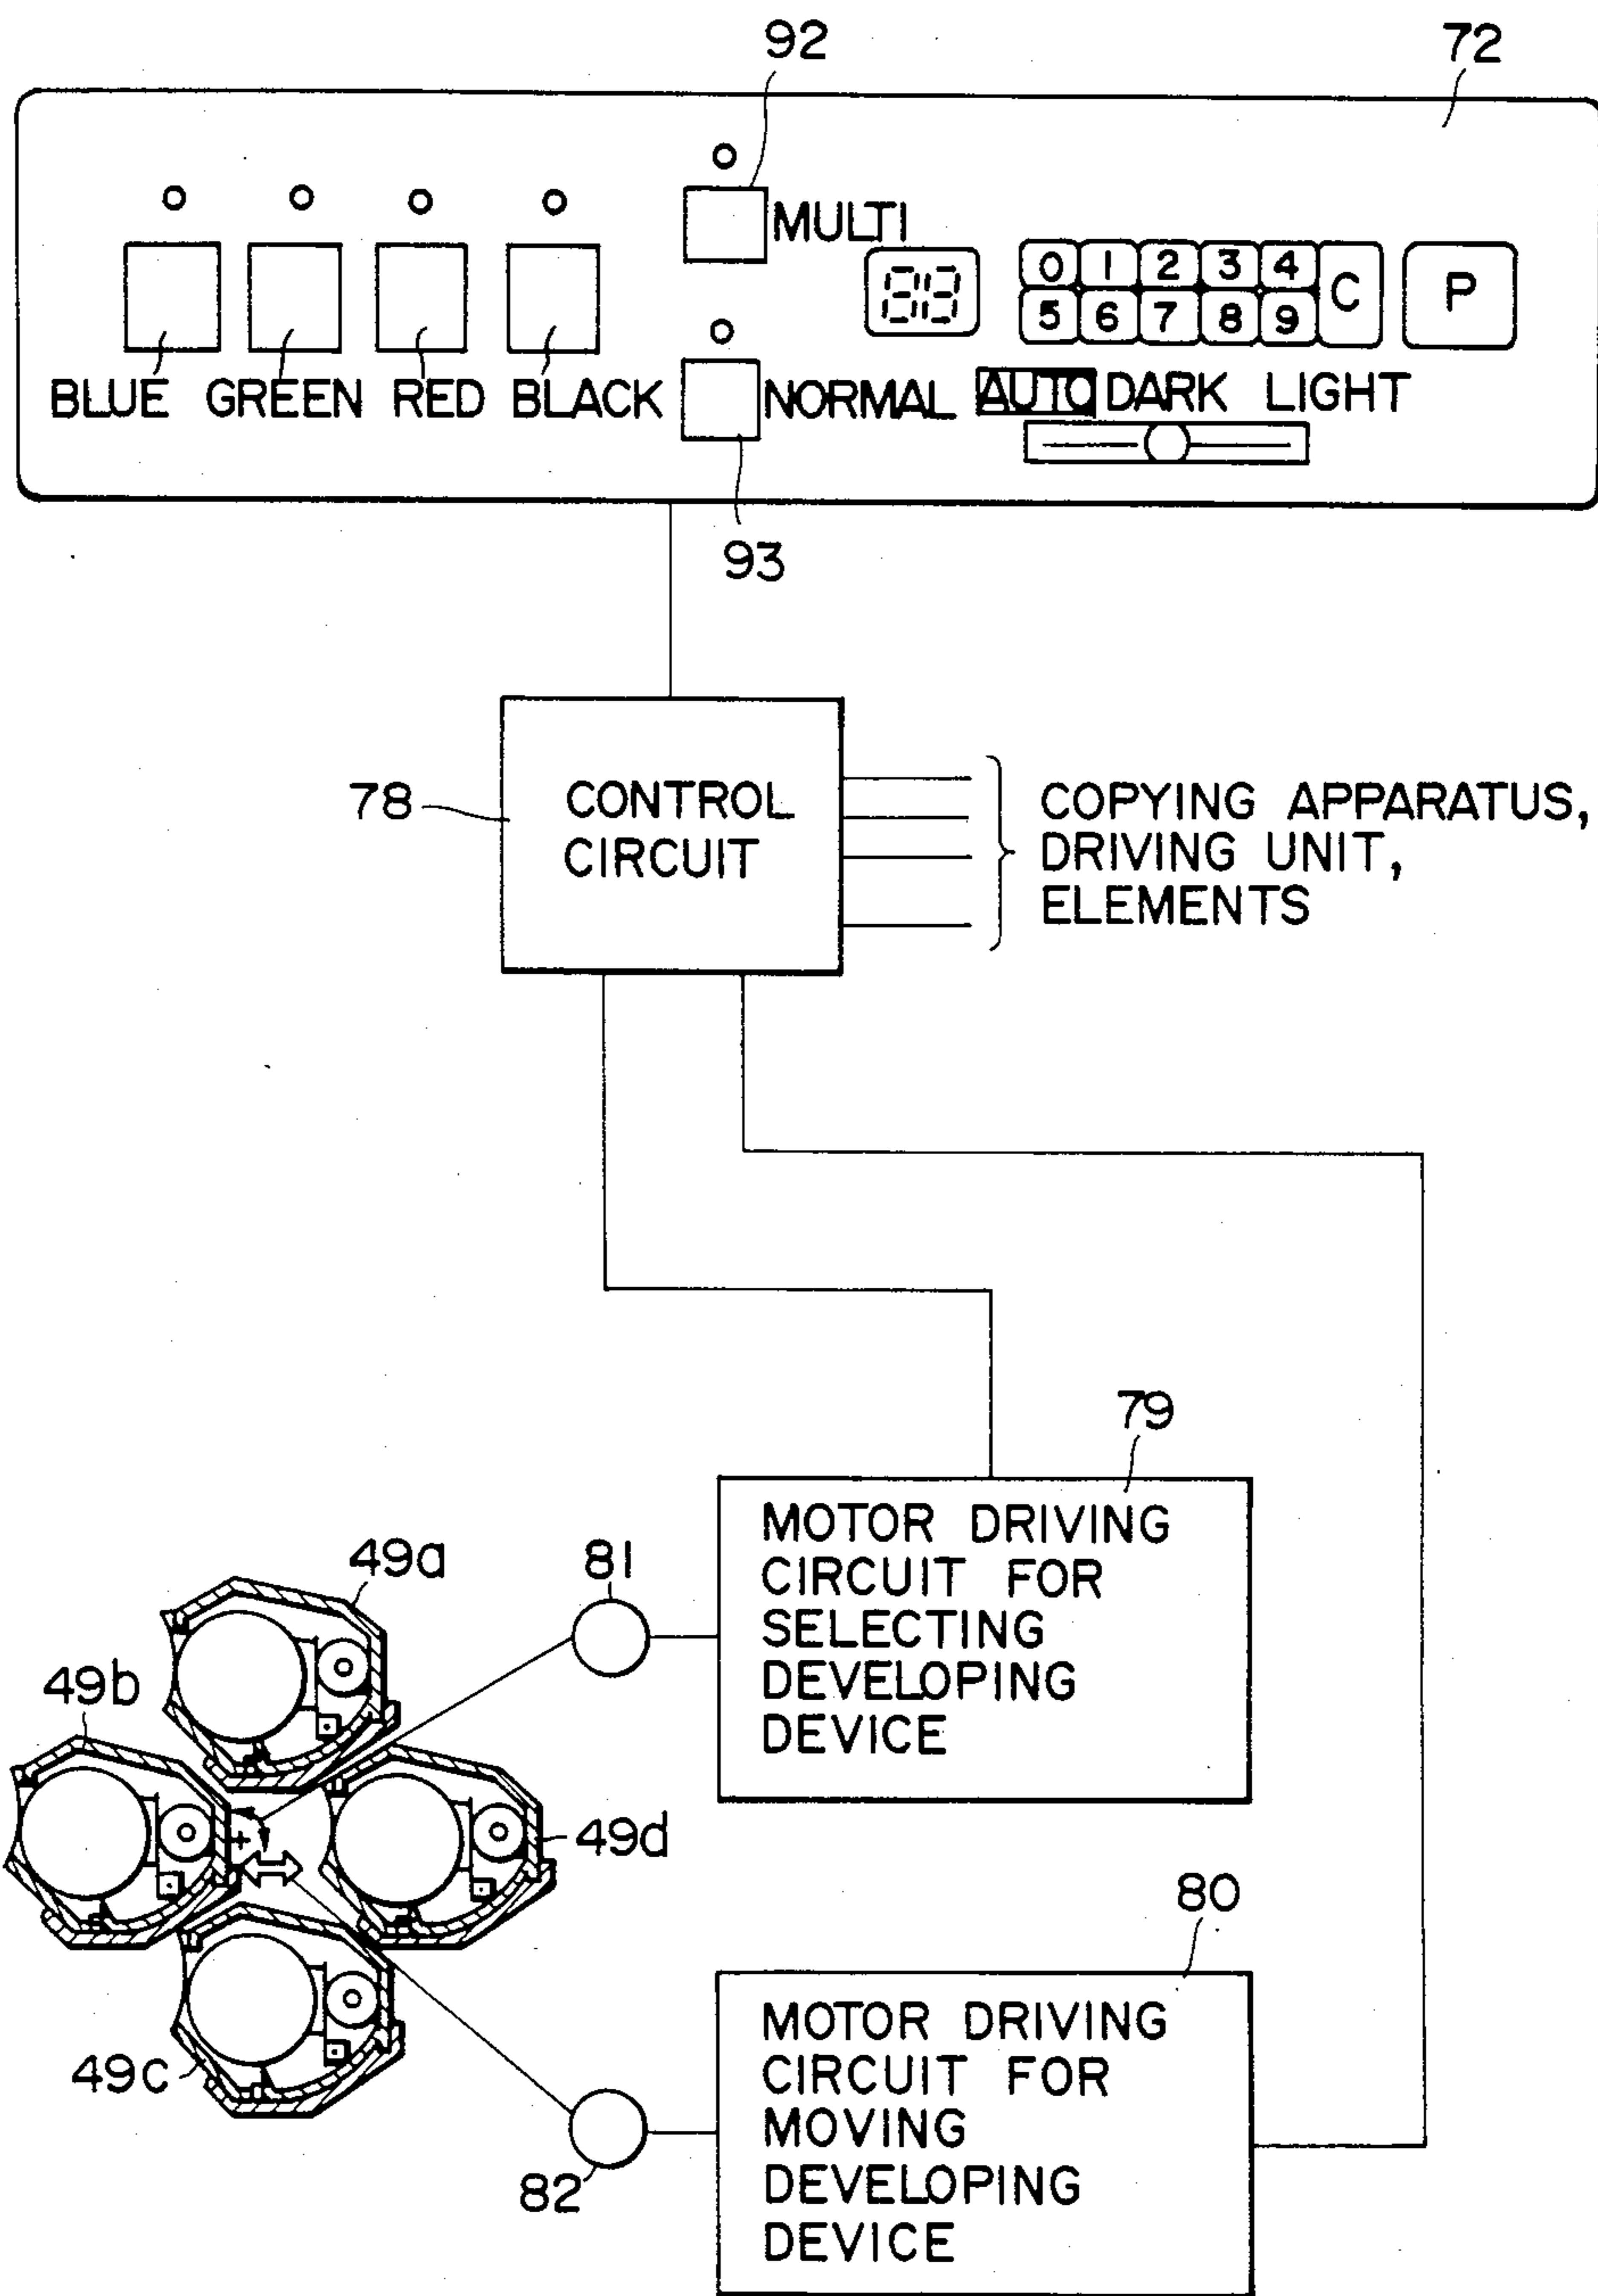 92
72
MULTI
0 1 2 3 4
C
P
5 6 7 8 9
BLUE GREEN RED BLACK
NORMAL
AUTO DARK LIGHT
93
78
CONTROL
CIRCUIT
COPYING APPARATUS,
DRIVING UNIT,
ELEMENTS
79
MOTOR DRIVING
CIRCUIT FOR
SELECTING
DEVELOPING
DEVICE
81
49a
49b
49d
49c
82
80
MOTOR DRIVING
CIRCUIT FOR
MOVING
DEVELOPING
DEVICE